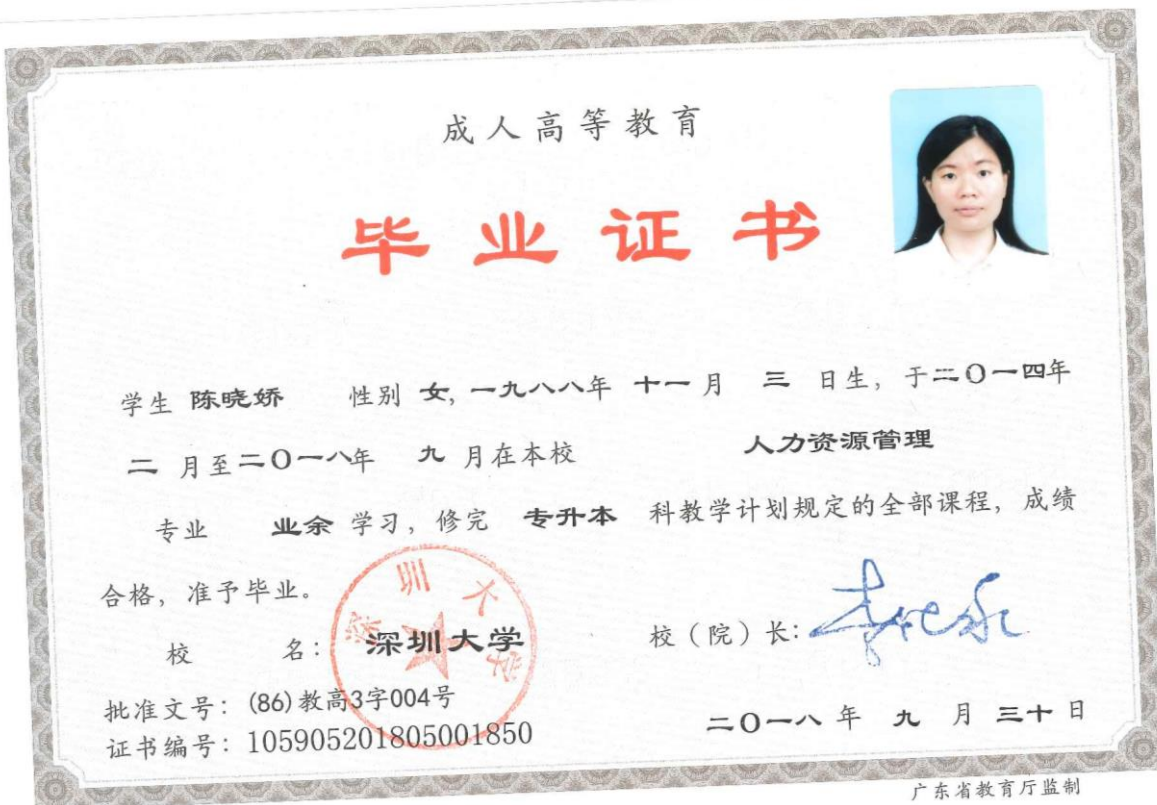 成人高等教育
毕业证书
学生 陈晓娇 性别 女, 一九八八年 十一 月 三 日生, 于二〇一四年
二 月至二〇一八年 九 月在本校 人力资源管理
专业 业余 学习, 修完 专升本 科教学计划规定的全部课程, 成绩
合格, 准予毕业。
深圳大学
校 名: 深圳大学 校（院）长:
批准文号: (86)教高3字004号
证书编号: 105905201805001850 二〇一八 年 九 月 三十 日
广东省教育厅监制